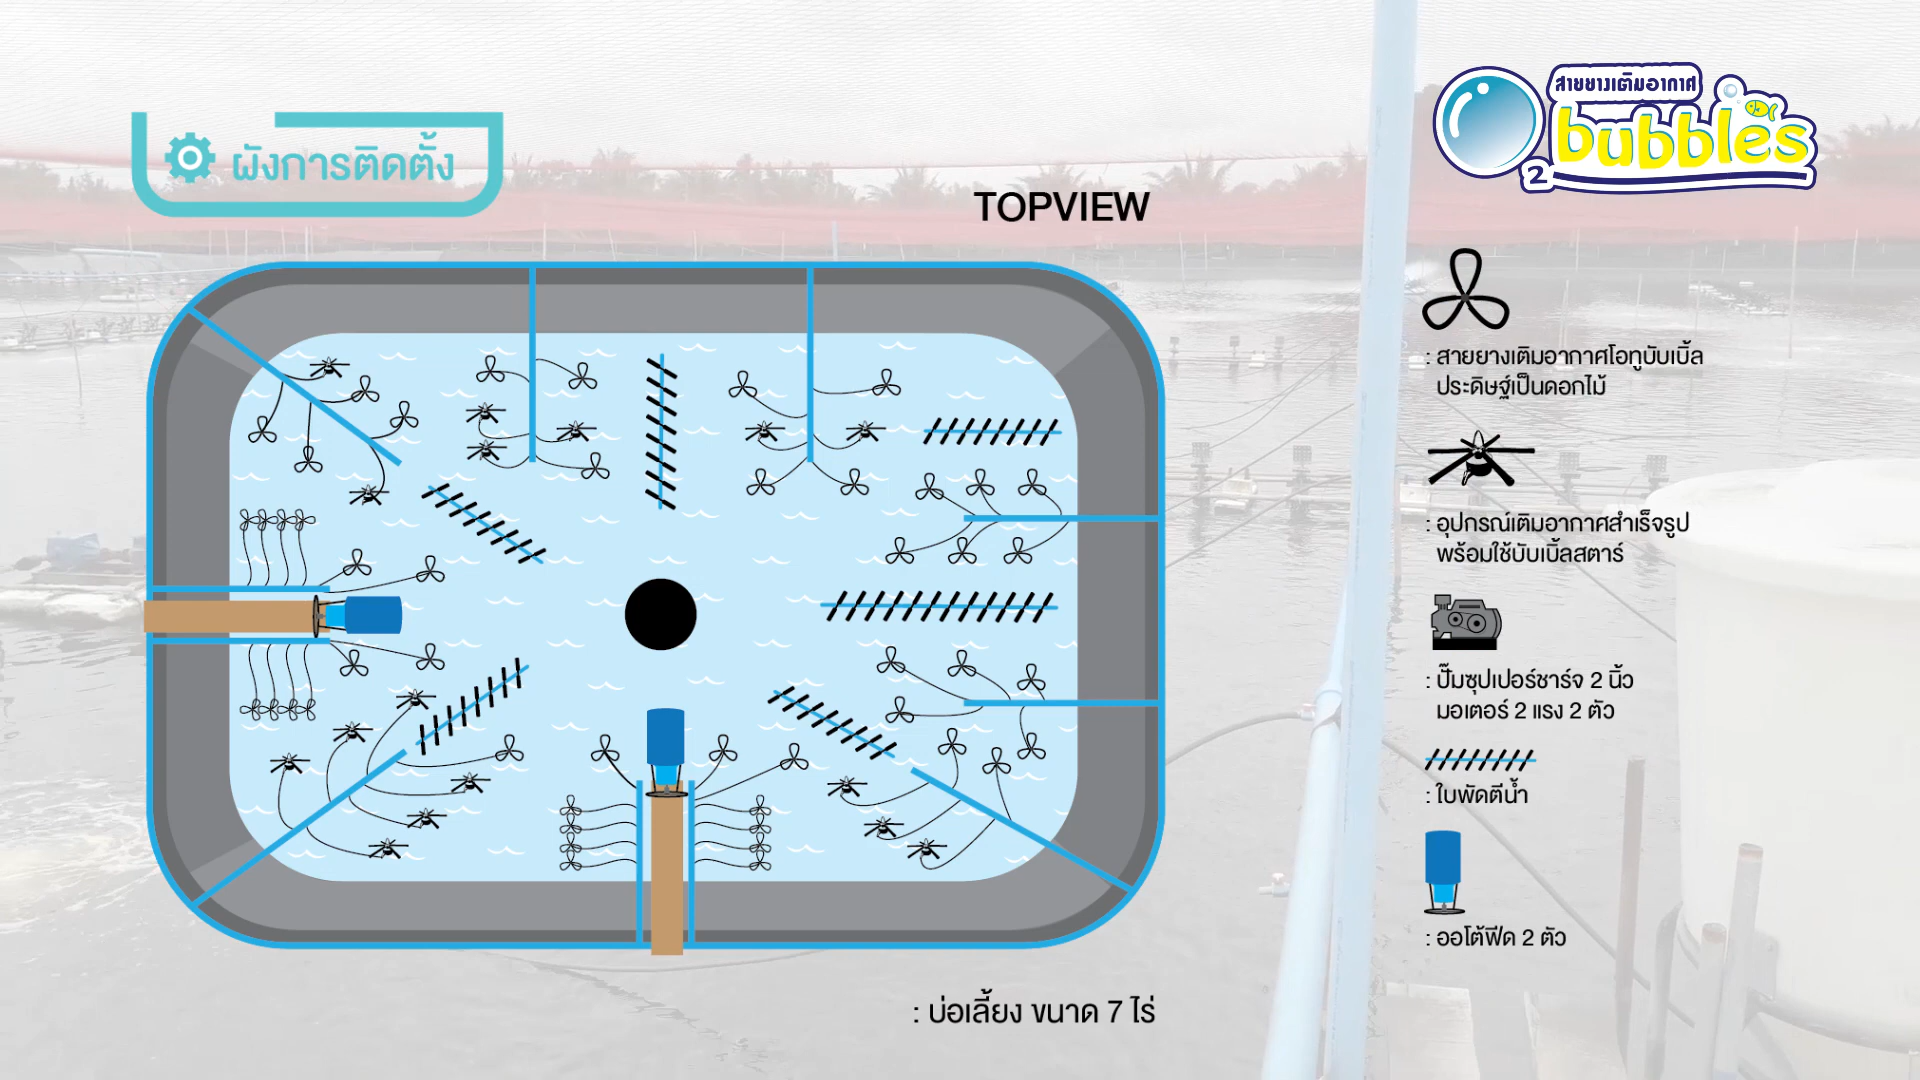 ผังการติดตั้ง
TOPVIEW
สายยางเติมอากาศ
O2 bubbles
: สายยางเติมอากาศโอทูบับเบิ้ล
ประดิษฐ์เป็นดอกไม้
: อุปกรณ์เติมอากาศสำเร็จรูป
พร้อมใช้บับเบิ้ลสตาร์
: ปั๊มซุปเปอร์ชาร์จ 2 นิ้ว
มอเตอร์ 2 แรง 2 ตัว
: ใบพัดตีน้ำ
: ออโต้ฟีด 2 ตัว
: บ่อเลี้ยง ขนาด 7 ไร่